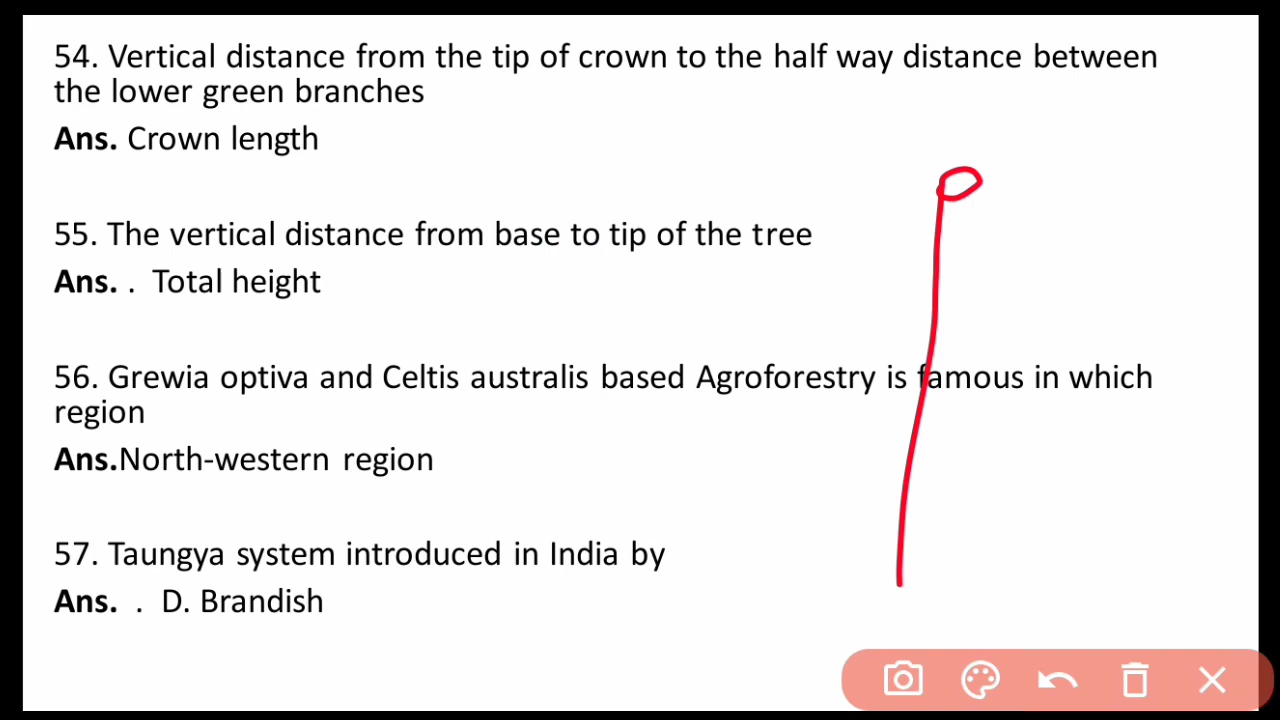 54. Vertical distance from the tip of crown to the half way distance between
the lower green branches
Ans. Crown length
55. The vertical distance from base to tip of the tree
Ans. . Total height
56. Grewia optiva and Celtis australis based Agroforestry is famous in which
region
Ans.North-western region
57. Taungya system introduced in India by
Ans. . D. Brandish